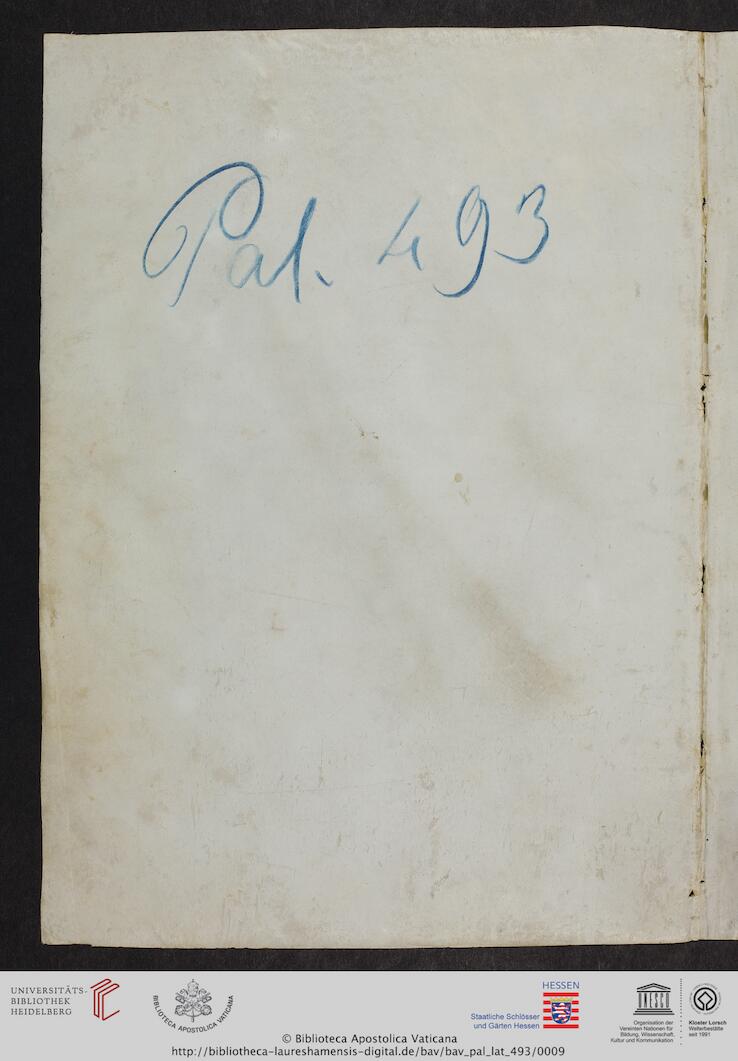 Pal. 493
UNIVERSITÄTS-
BIBLIOTHEK
HEIDELBERG
BIBLIOTECA APOSTOLICA VATICANA
HESSEN
Staatliche Schlösser
und Gärten Hessen
UNESCO
Organisation der
Vereinten Nationen für
Bildung, Wissenschaft,
Kultur und Kommunikation
Kloster Lorsch
Welterbestätte
seit 1991
© Biblioteca Apostolica Vaticana
http://bibliotheca-laureshamensis-digital.de/bav/bav_pal_lat_493/0009